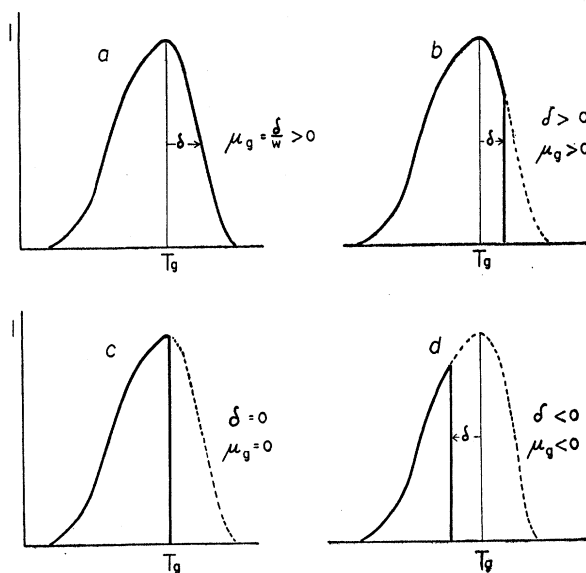 I
a
δ
μg = δ/w > 0
Tg
b
δ
δ > 0
μg > 0
Tg
I
c
δ = 0
μg = 0
Tg
d
δ
δ < 0
μg < 0
Tg